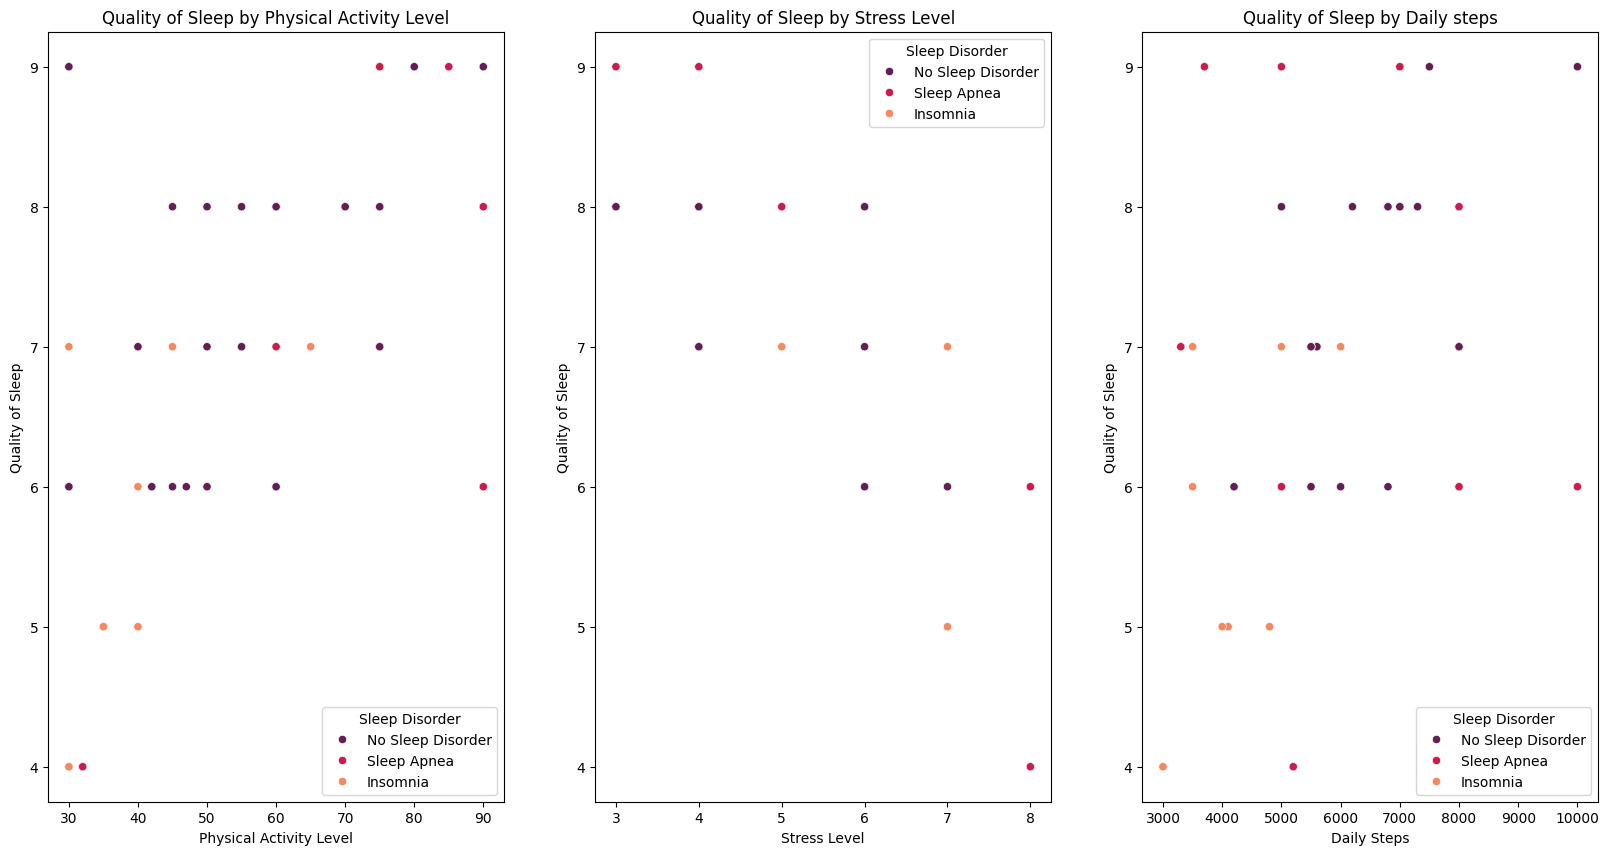 Quality of Sleep by Physical Activity Level
Quality of Sleep
9
8
7
6
5
4
Sleep Disorder
No Sleep Disorder
Sleep Apnea
Insomnia
30 40 50 60 70 80 90
Physical Activity Level
Quality of Sleep by Stress Level
Quality of Sleep
9
8
7
6
5
4
Sleep Disorder
No Sleep Disorder
Sleep Apnea
Insomnia
3 4 5 6 7 8
Stress Level
Quality of Sleep by Daily steps
Quality of Sleep
9
8
7
6
5
4
Sleep Disorder
No Sleep Disorder
Sleep Apnea
Insomnia
3000 4000 5000 6000 7000 8000 9000 10000
Daily Steps